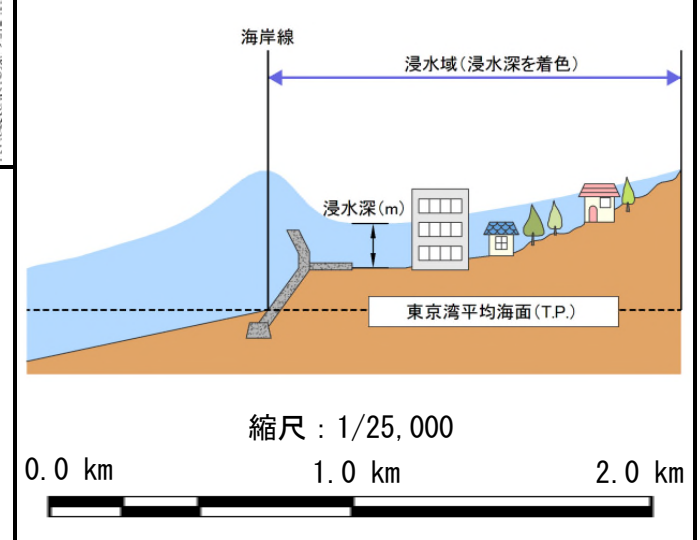 海岸線
浸水域(浸水深を着色)
浸水深(m)
東京湾平均海面(T.P.)
縮尺:1/25,000
0.0 km 1.0 km 2.0 km